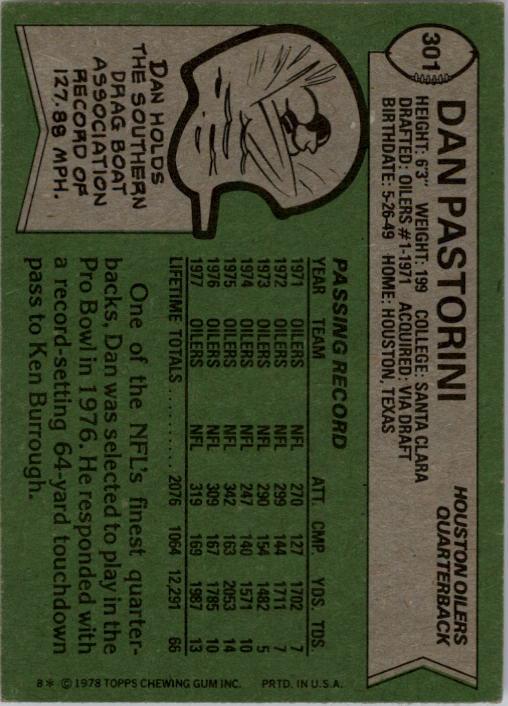 301
DAN PASTORINI
HOUSTON OILERS
QUARTERBACK
HEIGHT: 6'3" WEIGHT: 199 COLLEGE: SANTA CLARA
DRAFTED: OILERS #1-1971 ACQUIRED: VIA DRAFT
BIRTHDATE: 5-26-49 HOME: HOUSTON, TEXAS
PASSING RECORD
YEAR TEAM ATT. CMP. YDS. TDS.
1971 OILERS NFL 270 127 1702 7
1972 OILERS NFL 299 144 1711 7
1973 OILERS NFL 290 154 1482 5
1974 OILERS NFL 247 140 1571 10
1975 OILERS NFL 342 163 2053 14
1976 OILERS NFL 309 167 1785 10
1977 OILERS NFL 319 169 1987 13
LIFETIME TOTALS .......... 2076 1064 12,291 66
One of the NFL's finest quarter-
backs, Dan was selected to play in the
Pro Bowl in 1976. He responded with
a record-setting 64-yard touchdown
pass to Ken Burrough.
DAN HOLDS
THE SOUTHERN
DRAG BOAT
ASSOCIATION
RECORD OF
127.88 MPH.
8* © 1978 TOPPS CHEWING GUM INC. PRTD. IN U.S.A.